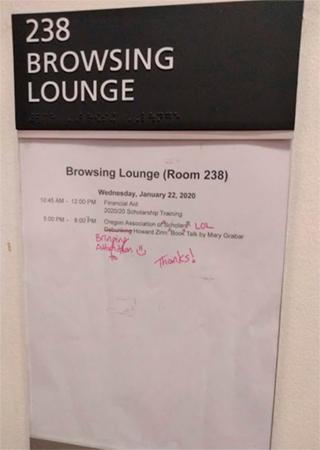 238
BROWSING
LOUNGE
Browsing Lounge (Room 238)
Wednesday, January 22, 2020
10:45 AM - 12:00 PM Financial Aid
2020/20 Scholarship Training
5:00 PM - 8:00 PM Oregon Association of "Scholars" LOL
Debunking Howard Zinn "Book" Talk by Mary Grabar
Bringing
Attention
to
Thanks!